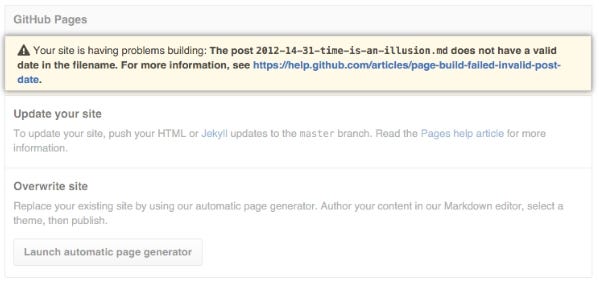 GitHub Pages
Your site is having problems building: The post 2012-14-31-time-is-an-illusion.md does not have a valid
date in the filename. For more information, see https://help.github.com/articles/page-build-failed-invalid-post-
date.
Update your site
To update your site, push your HTML or Jekyll updates to the master branch. Read the Pages help article for more
information.
Overwrite site
Replace your existing site by using our automatic page generator. Author your content in our Markdown editor, select a
theme, then publish.
Launch automatic page generator